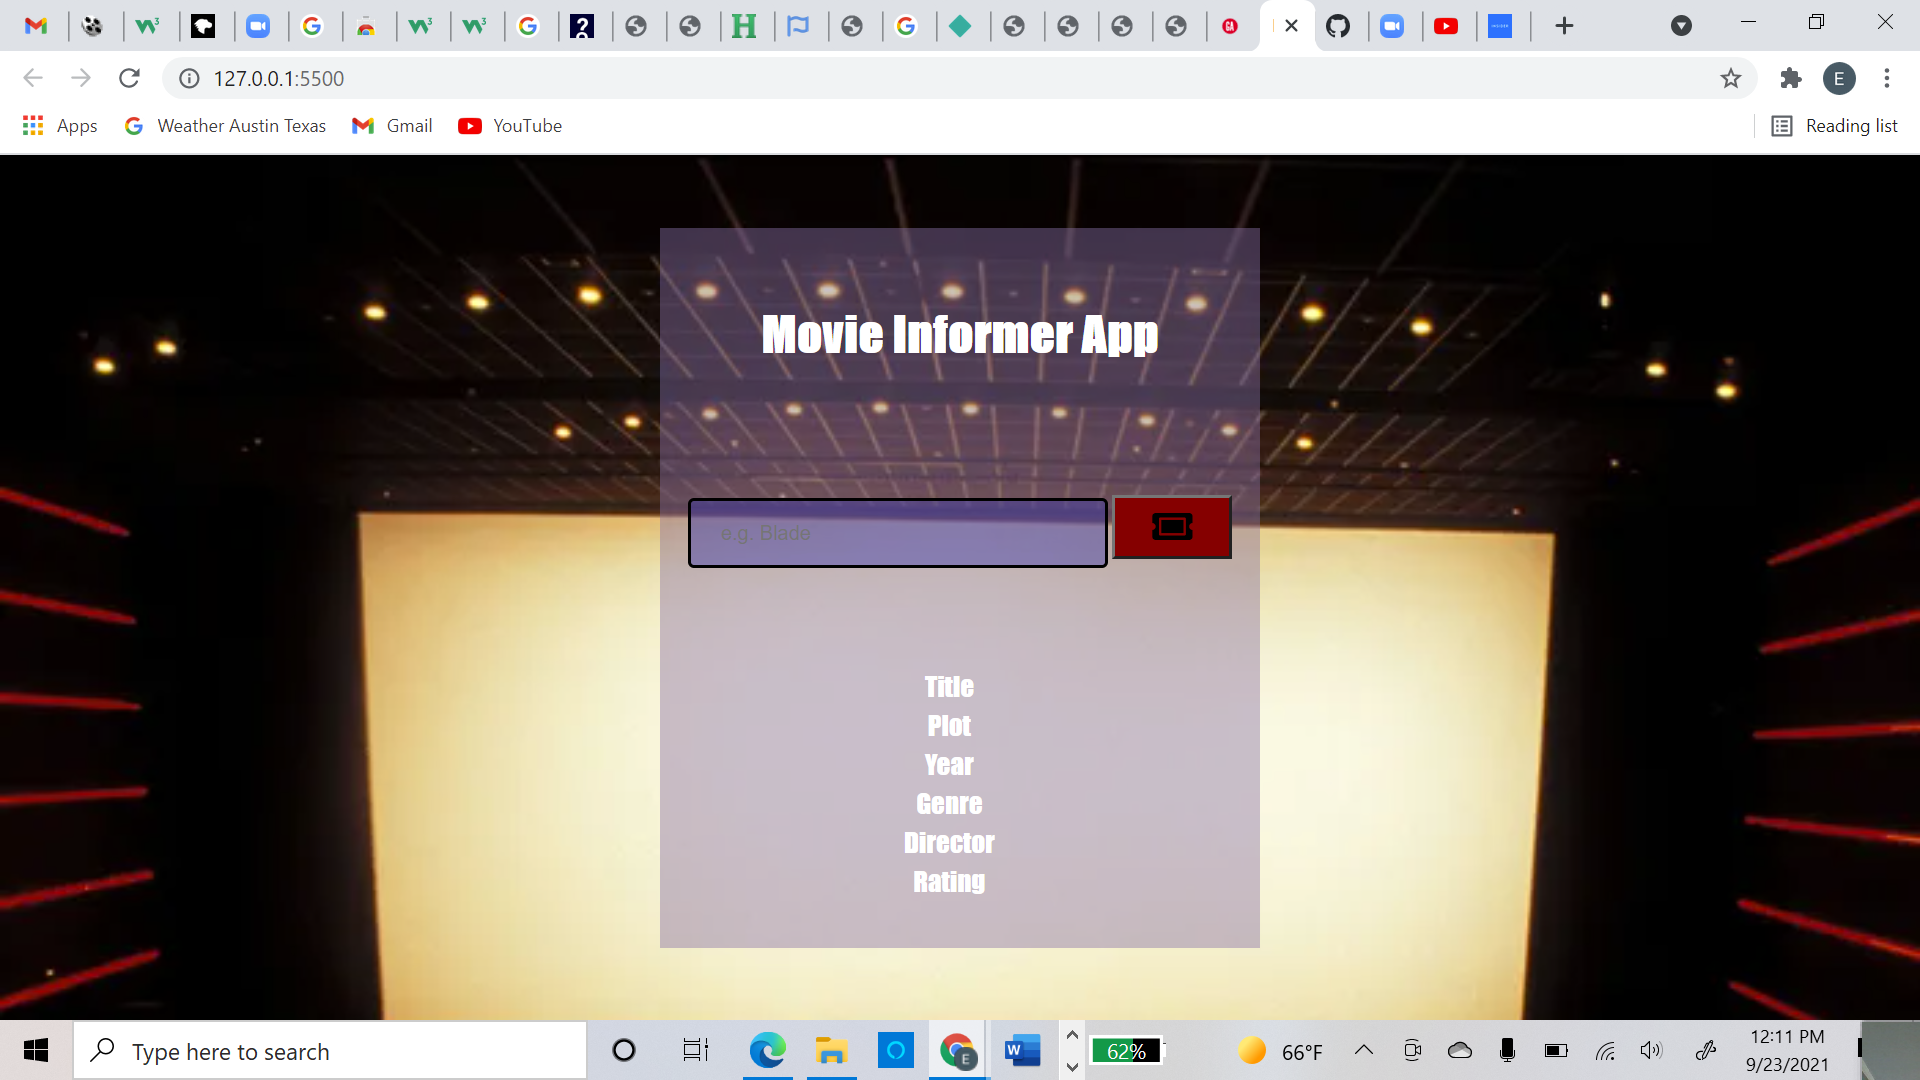 127.0.0.1:5500
E
Apps
Weather Austin Texas
Gmail
YouTube
Reading list
Movie Informer App
e.g. Blade
Title
Plot
Year
Genre
Director
Rating
Type here to search
62%
66°F
12:11 PM
9/23/2021